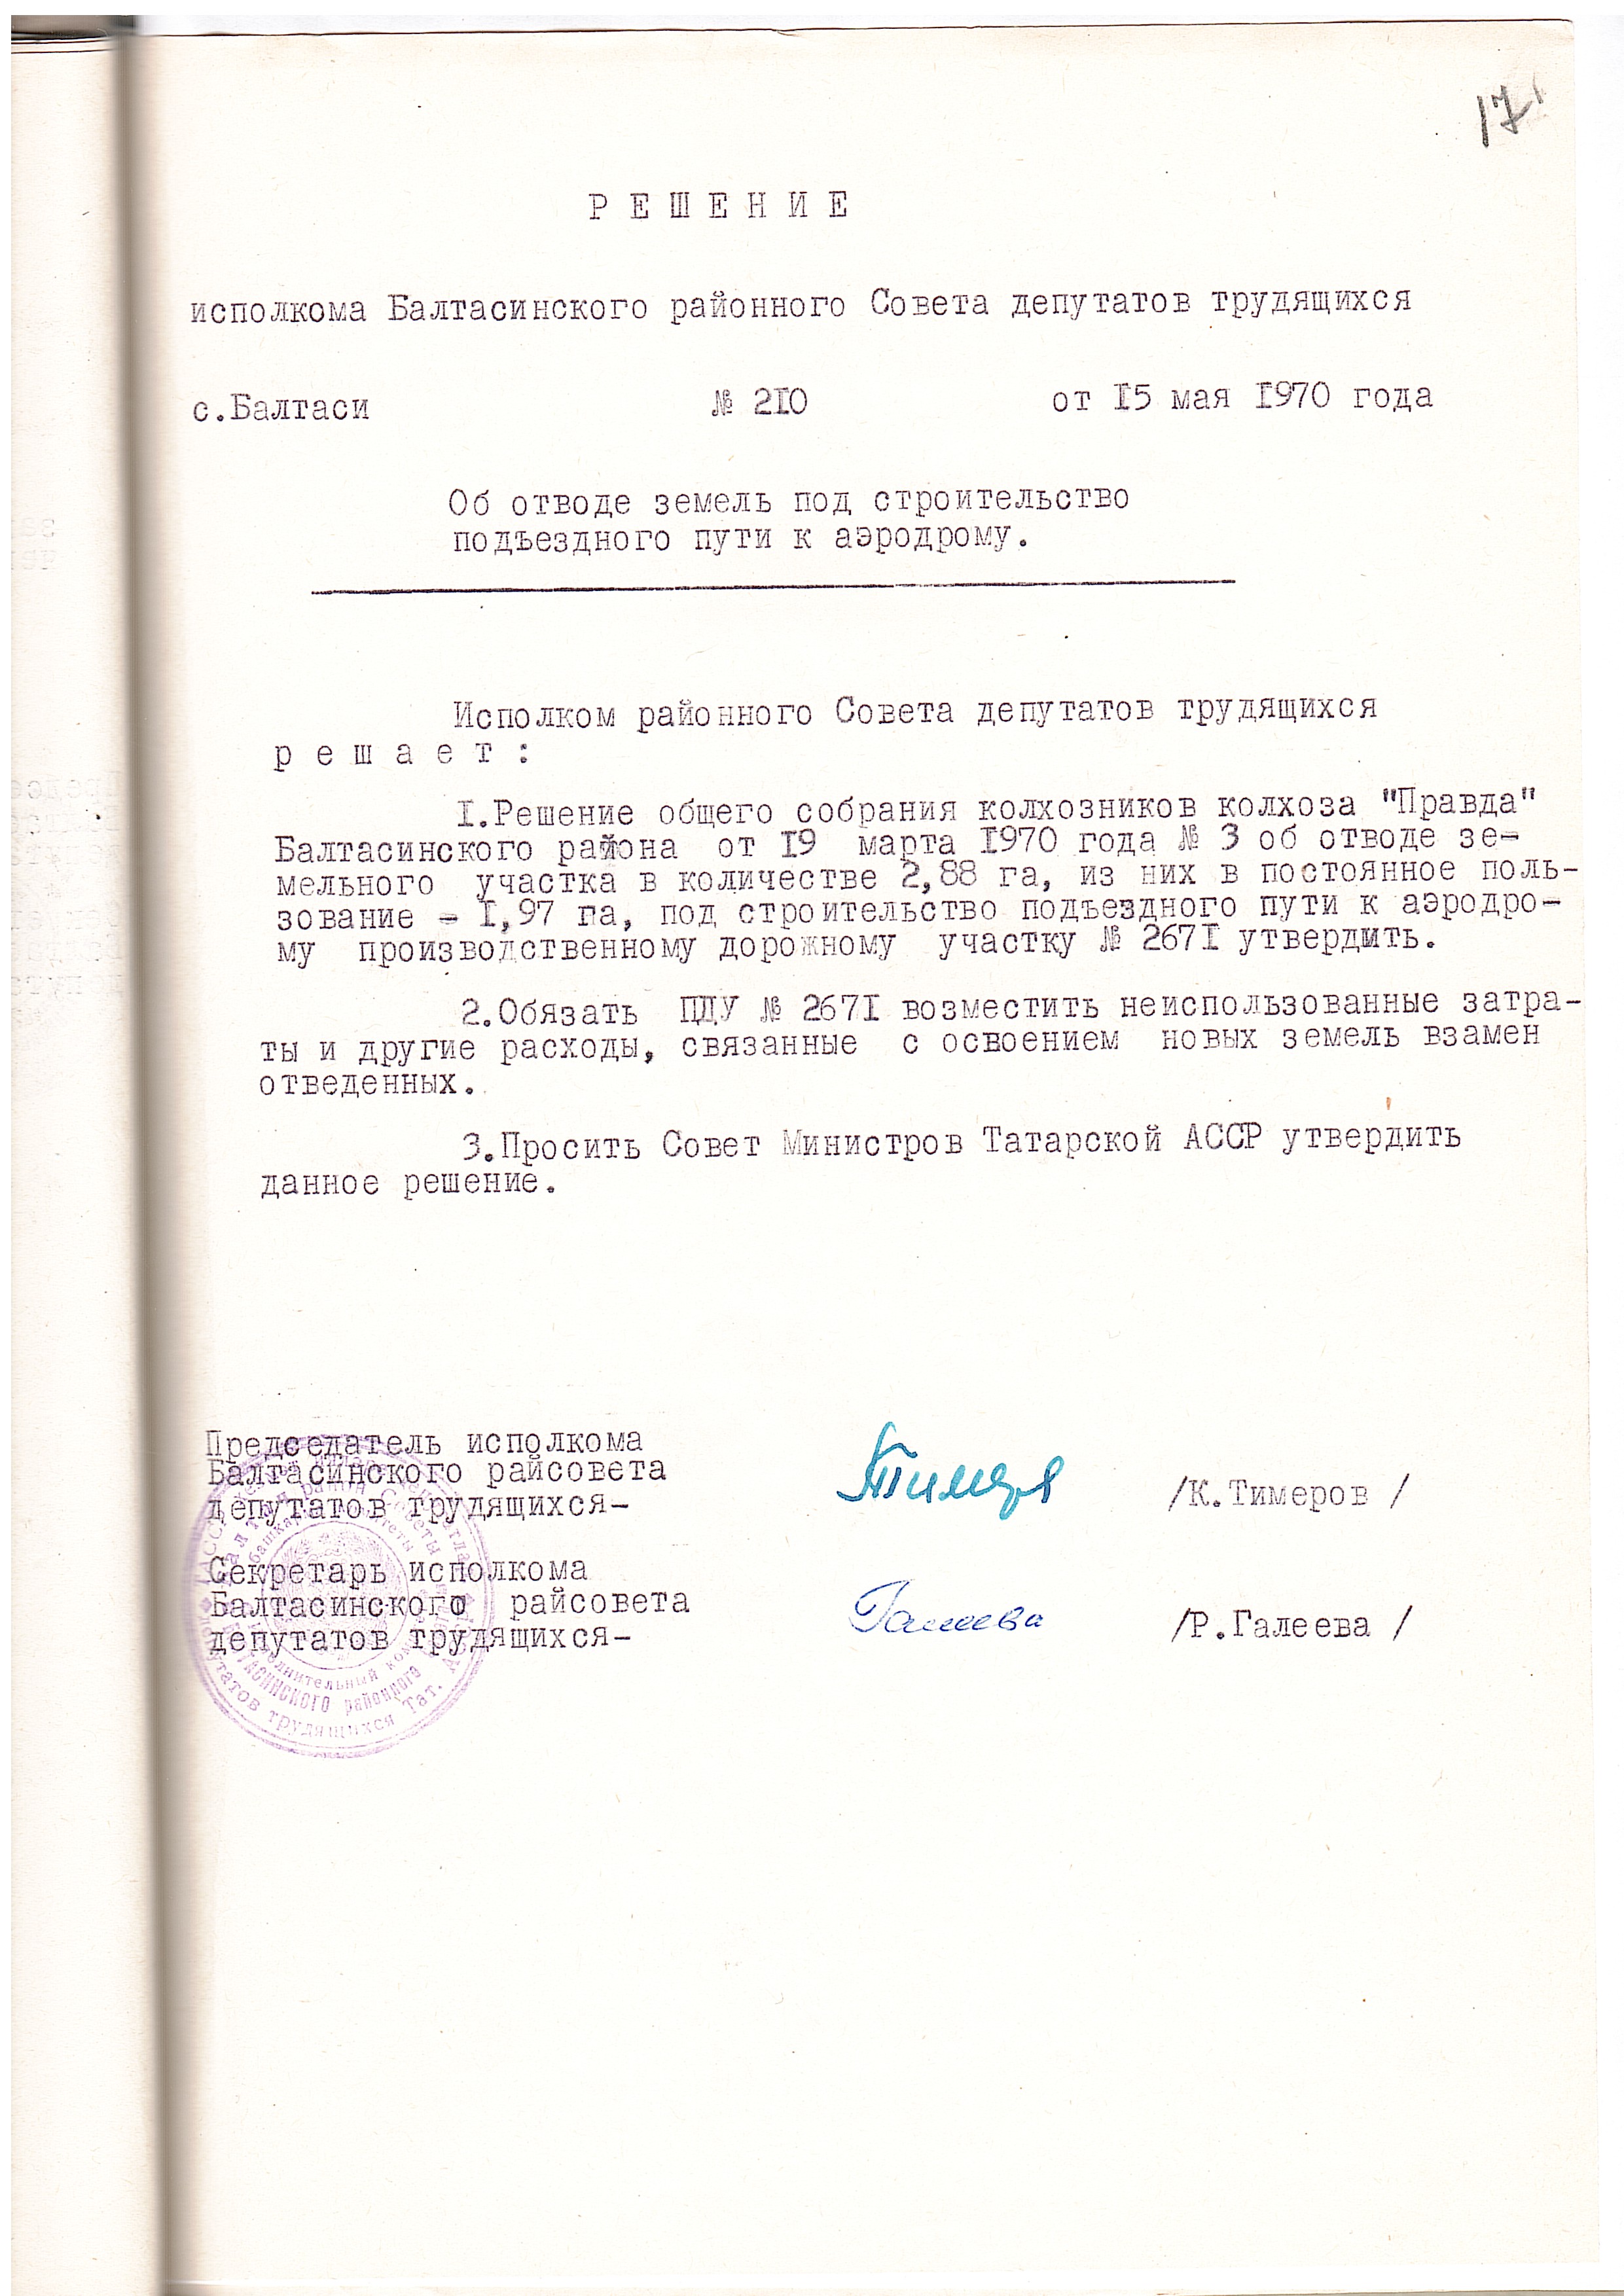 17
Р Е Ш Е Н И Е
исполкома Балтасинского районного Совета депутатов трудящихся
с.Балтаси № 210 от 15 мая 1970 года
Об отводе земель под строительство
подъездного пути к аэродрому.
Исполком районного Совета депутатов трудящихся
р е ш а е т :
1.Решение общего собрания колхозников колхоза "Правда"
Балтасинского района от 19 марта 1970 года № 3 об отводе зе-
мельного участка в количестве 2,88 га, из них в постоянное поль-
зование - 1,97 га, под строительство подъездного пути к аэродро-
му производственному дорожному участку № 2671 утвердить.
2.Обязать ПДУ № 2671 возместить неиспользованные затра-
ты и другие расходы, связанные с освоением новых земель взамен
отведенных.
3.Просить Совет Министров Татарской АССР утвердить
данное решение.
Председатель исполкома
Балтасинского райсовета
депутатов трудящихся- /К.Тимеров /
Секретарь исполкома
Балтасинского райсовета Галеева
депутатов трудящихся- /Р.Галеева /
Балтасинского районного
депутатов трудящихся Тат.